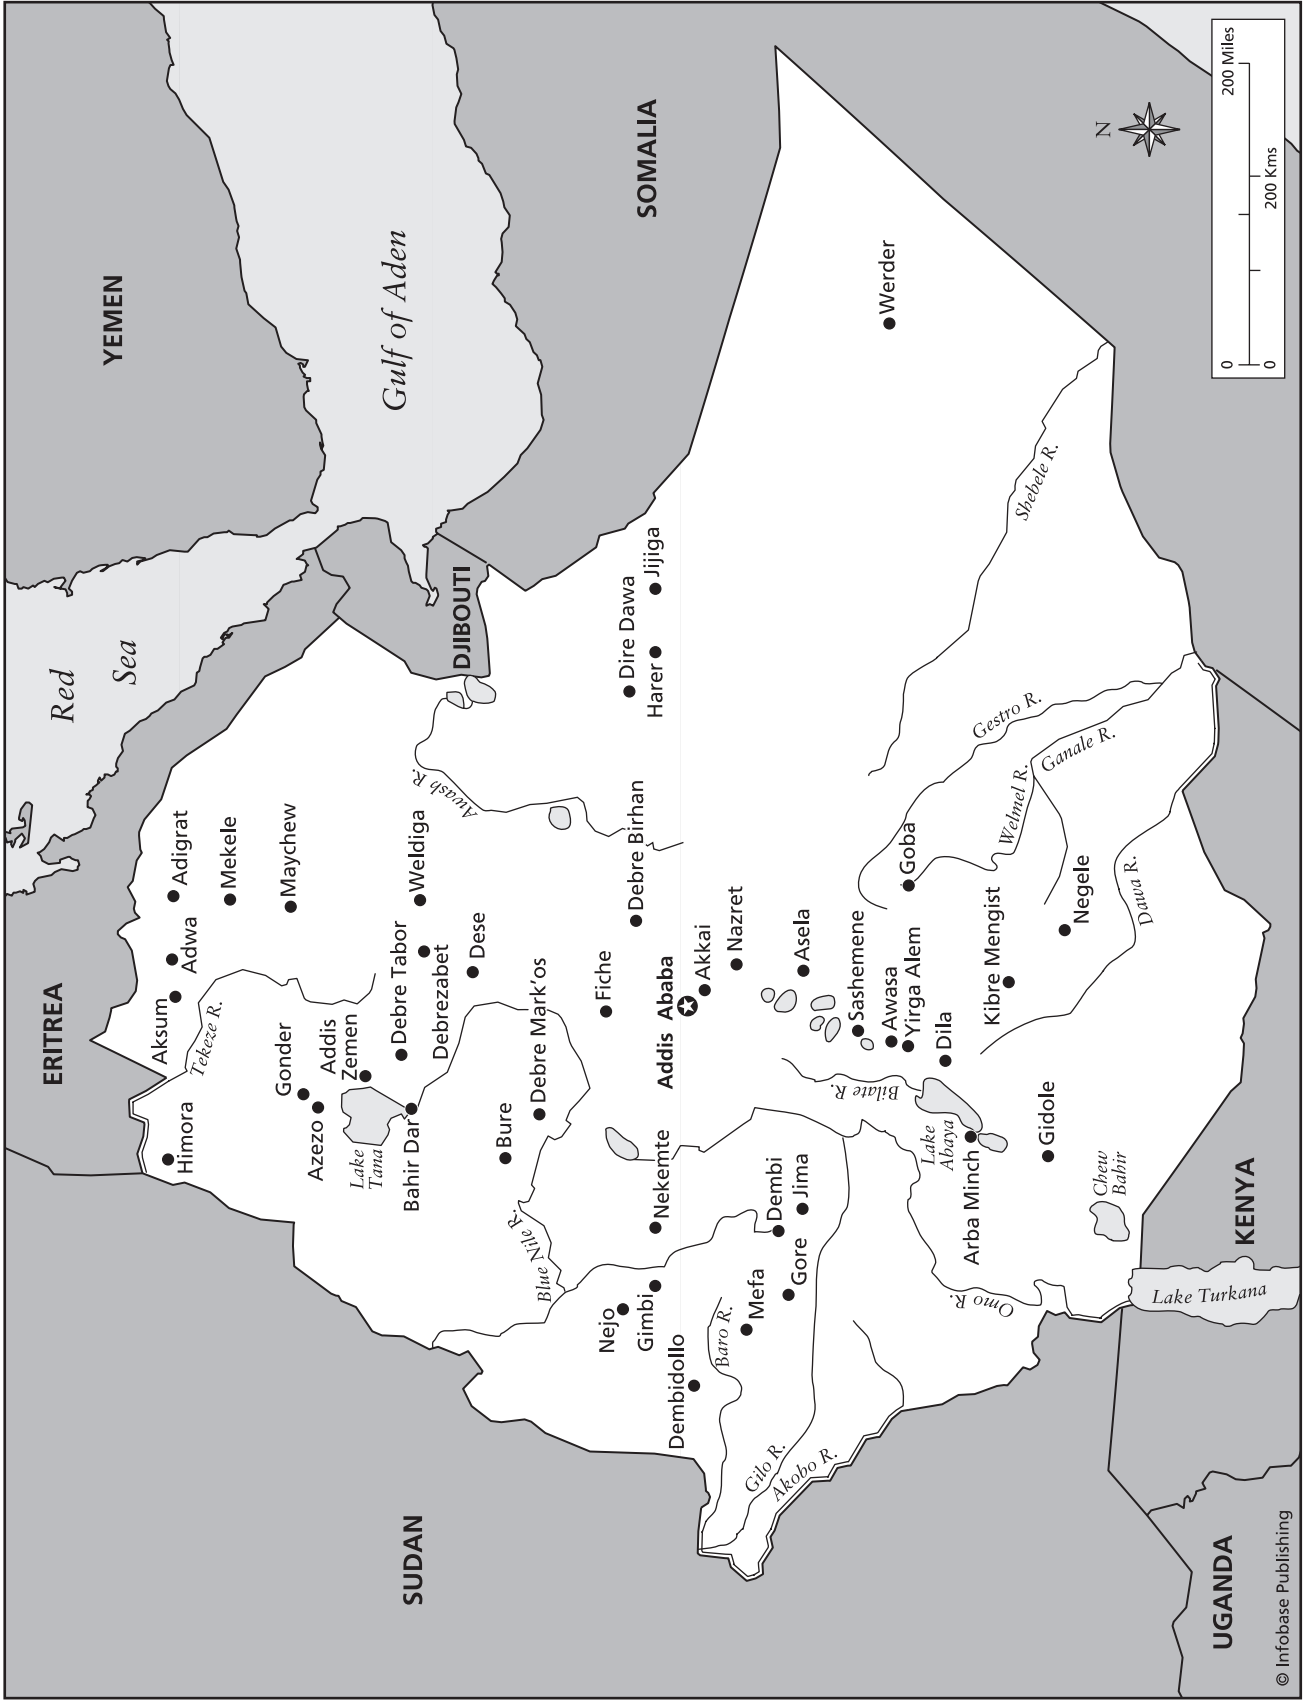 YEMEN
Red
Sea
Gulf of Aden
ERITREA
DJIBOUTI
SOMALIA
SUDAN
UGANDA
KENYA
Lake Turkana
N
0
200 Miles
0
200 Kms
Himora
Aksum
Adwa
Adigrat
Tekeze R.
Mekele
Maychew
Gonder
Azezo
Addis
Zemen
Lake
Tana
Bahir Dar
Debre Tabor
Debrezabet
Weldiga
Awash R.
Dese
Bure
Debre Mark'os
Blue Nile R.
Fiche
Debre Birhan
Dire Dawa
Harer
Jijiga
Nejo
Gimbi
Nekemte
Addis Ababa
Akkai
Nazret
Dembidollo
Baro R.
Mefa
Gore
Dembi
Jima
Gilo R.
Akobo R.
Asela
Sashemene
Awasa
Yirga Alem
Dila
Bilate R.
Lake
Abaya
Arba Minch
Omo R.
Gidole
Chew
Bahir
Goba
Kibre Mengist
Negele
Welmel R.
Gestro R.
Ganale R.
Dawa R.
Shebele R.
Werder
© Infobase Publishing